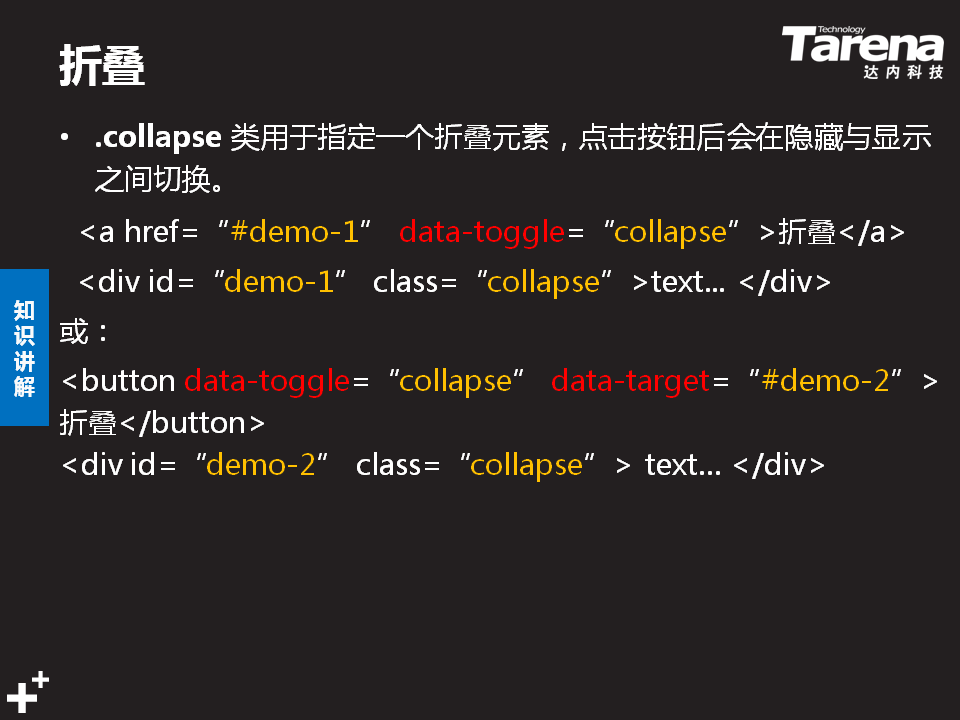 折叠
Technology
Tarena
达内科技
• .collapse 类用于指定一个折叠元素，点击按钮后会在隐藏与显示
之间切换。
<a href=“#demo-1” data-toggle=“collapse”>折叠</a>
<div id=“demo-1” class=“collapse”>text... </div>
知识讲解
或：
<button data-toggle=“collapse” data-target=”#demo-2”>
折叠</button>
<div id=”demo-2” class=“collapse”> text... </div>